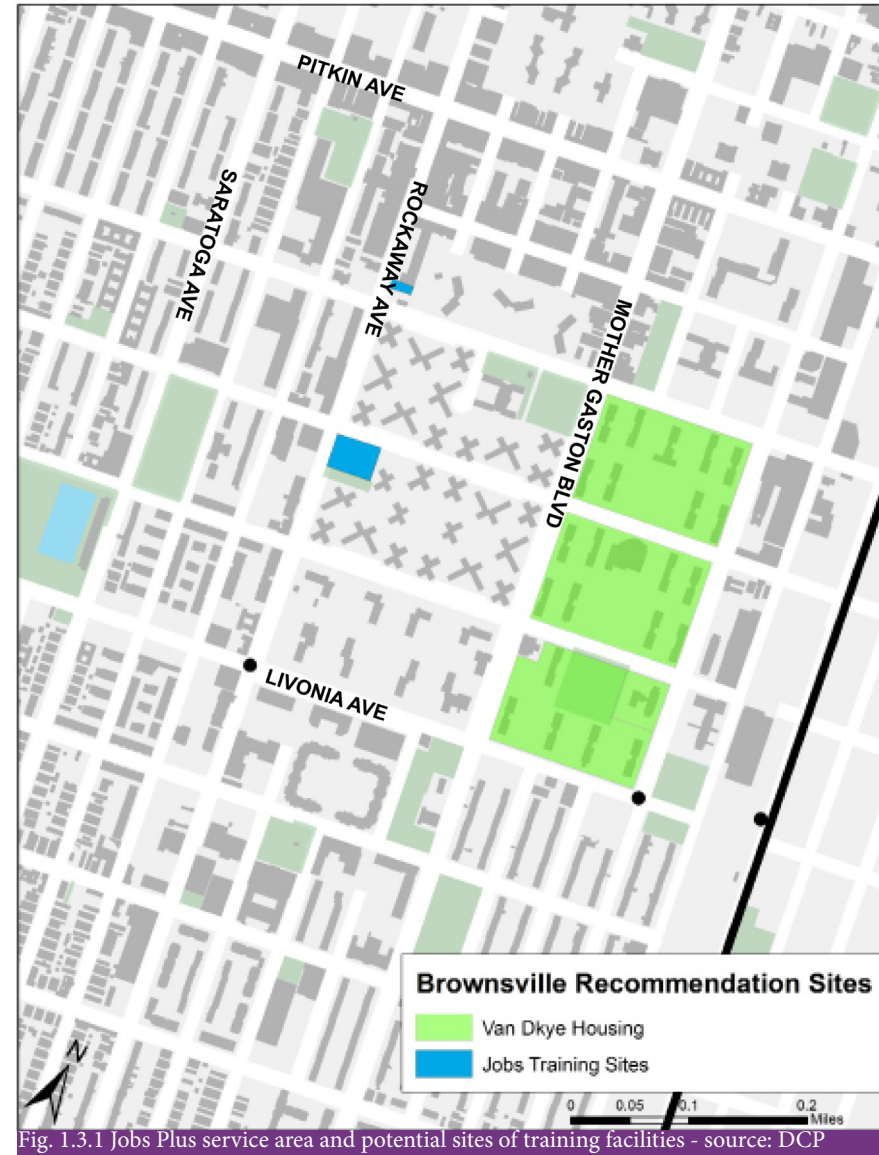 PITKIN AVE
SARATOGA AVE
ROCKAWAY AVE
MOTHER GASTON BLVD
LIVONIA AVE
Brownsville Recommendation Sites
Van Dkye Housing
Jobs Training Sites
N
0 0.05 0.1 0.2
Miles
Fig. 1.3.1 Jobs Plus service area and potential sites of training facilities - source: DCP